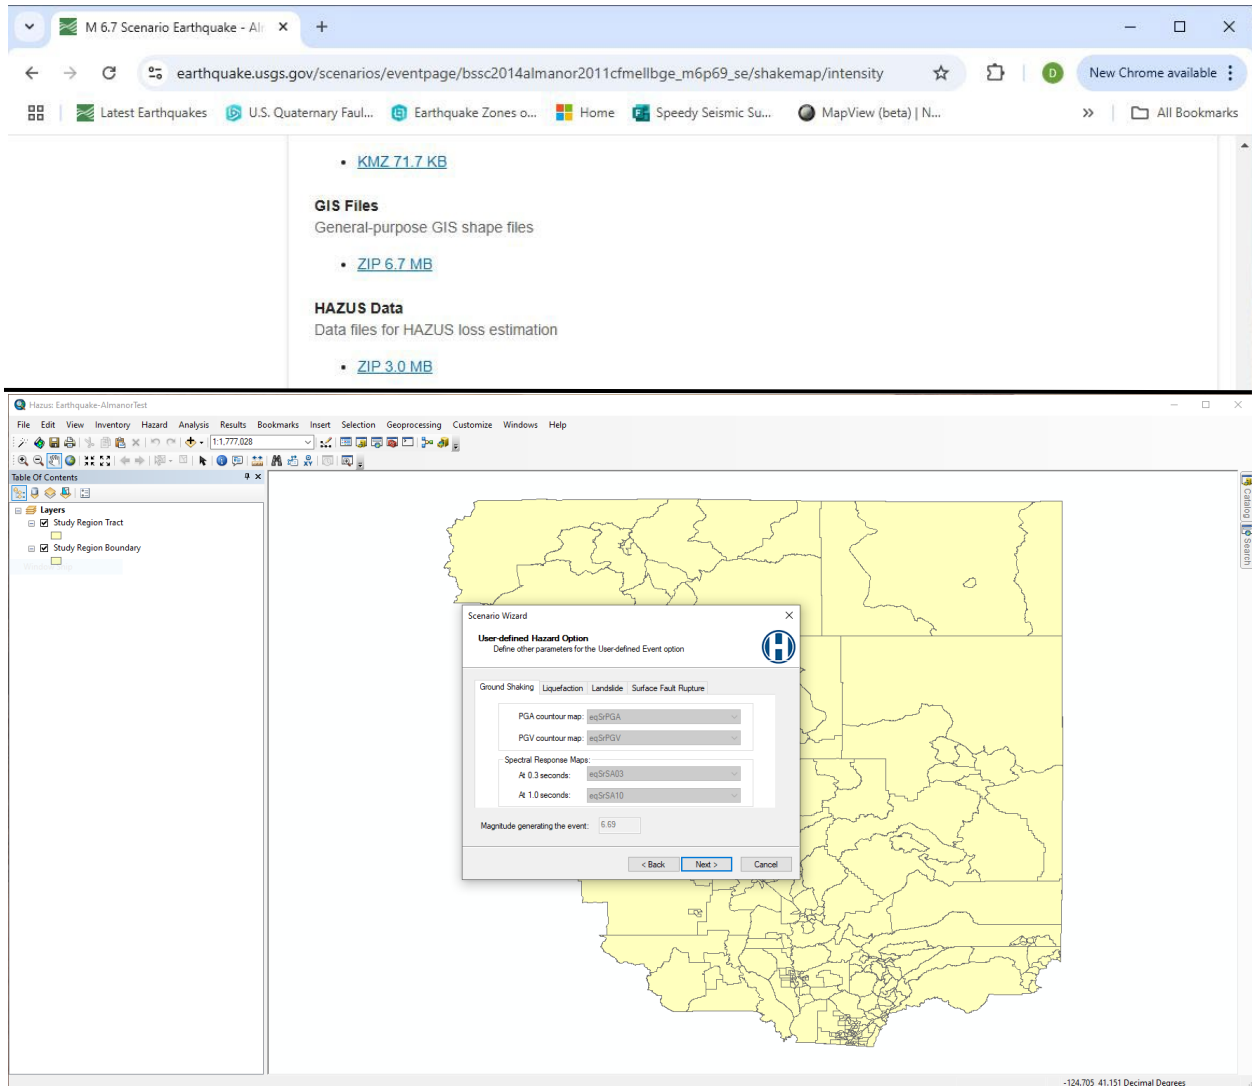 M 6.7 Scenario Earthquake - Al
earthquake.usgs.gov/scenarios/eventpage/bssc2014almanor2011cfmellbge_m6p69_se/shakemap/intensity
D
New Chrome available
Latest Earthquakes
U.S. Quaternary Faul...
Earthquake Zones o...
Home
Speedy Seismic Su...
MapView (beta) | N...
»
All Bookmarks
• KMZ 71.7 KB
GIS Files
General-purpose GIS shape files
• ZIP 6.7 MB
HAZUS Data
Data files for HAZUS loss estimation
• ZIP 3.0 MB
Hazus: Earthquake-AlmanorTest
File Edit View Inventory Hazard Analysis Results Bookmarks Insert Selection Geoprocessing Customize Windows Help
1:1,777,028
Table Of Contents
Layers
Study Region Tract
Study Region Boundary
Catalog
Search
Scenario Wizard
User-defined Hazard Option
Define other parameters for the User-defined Event option
H
Ground Shaking Liquefaction Landslide Surface Fault Rupture
PGA countour map: eqSrPGA
PGV countour map: eqSrPGV
Spectral Response Maps:
At 0.3 seconds: eqSrSA03
At 1.0 seconds: eqSrSA10
Magnitude generating the event: 6.69
< Back Next > Cancel
-124.705 41.151 Decimal Degrees